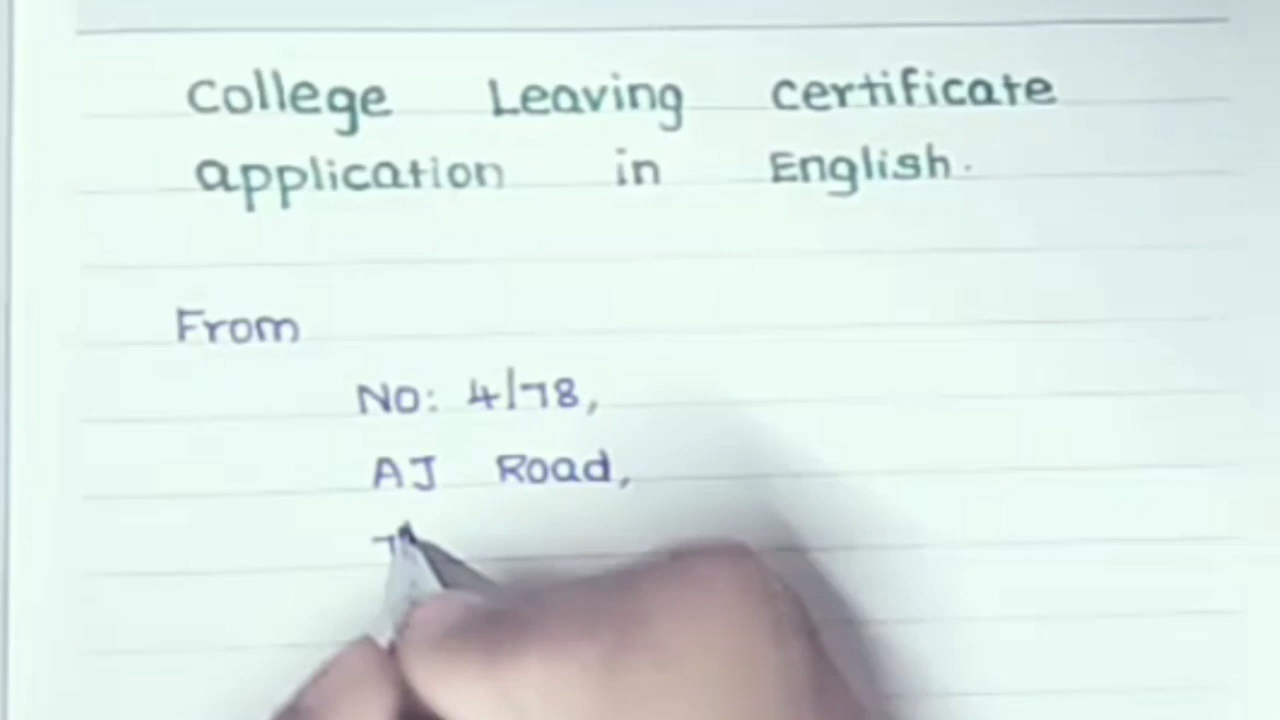 College Leaving certificate
application in English.
From
No: 4/78,
AJ Road,